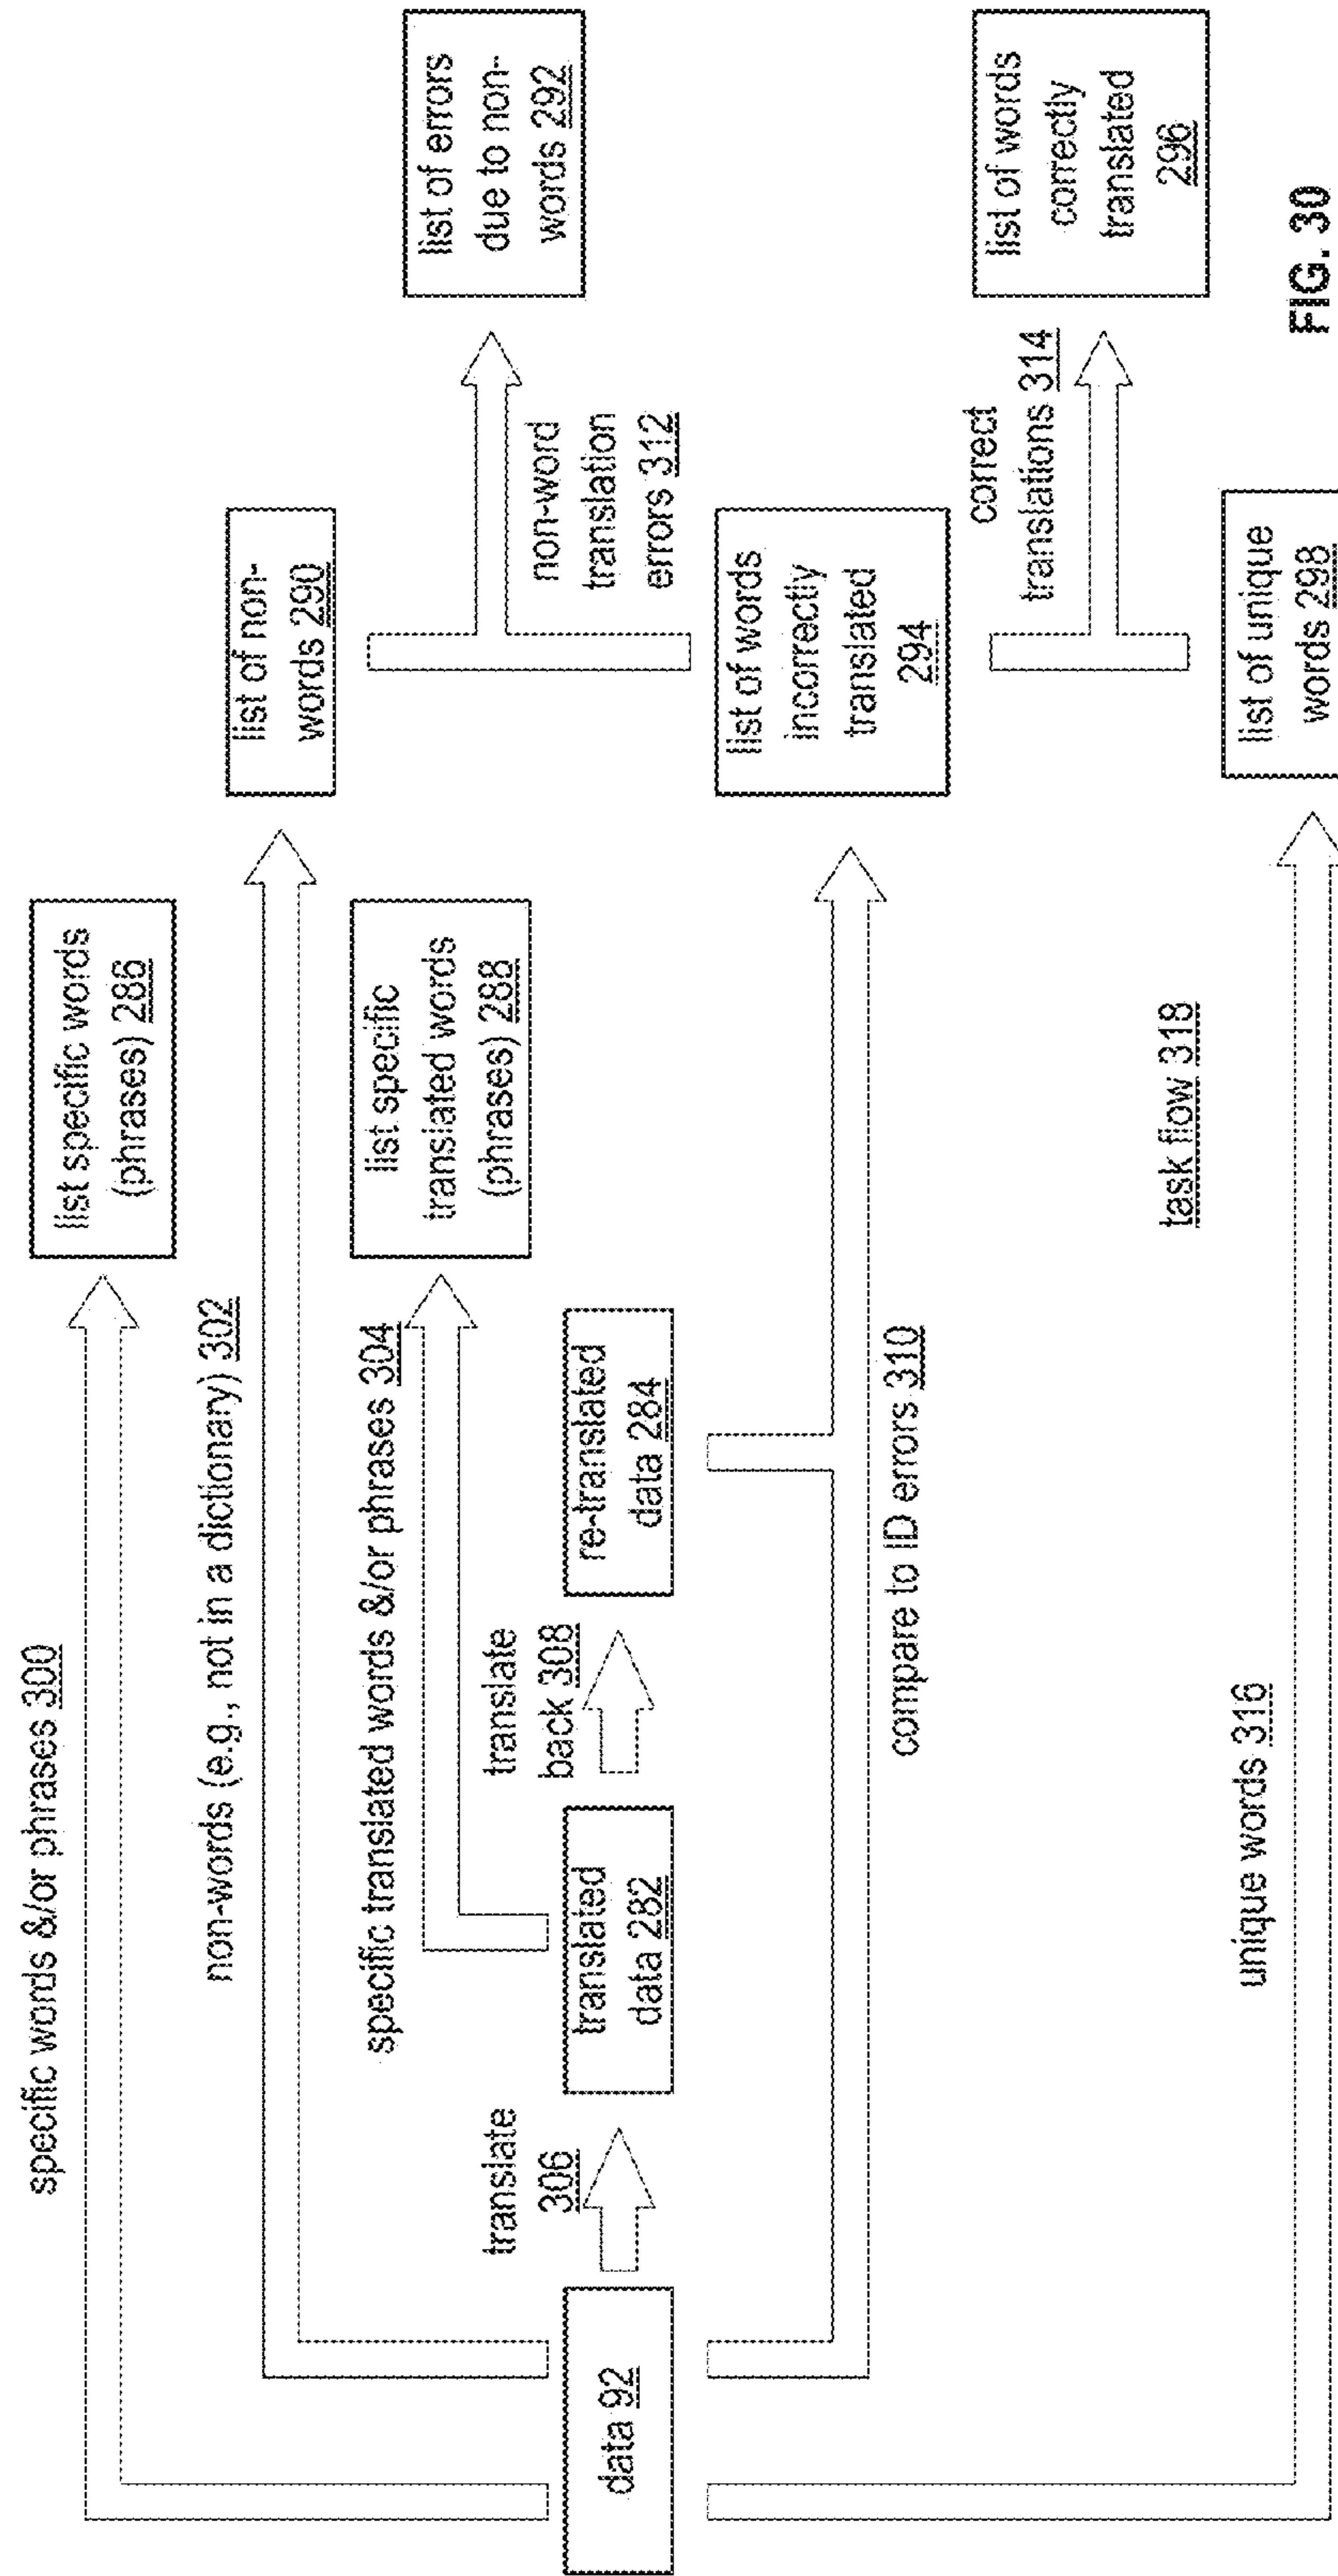 specific words &/or phrases 300
list specific words
(phrases) 286
non-words (e.g., not in a dictionary) 302
list of non-
words 290
specific translated words &/or phrases 304
list specific
translated words
(phrases) 288
list of errors
due to non-
words 292
non-word
translation
errors 312
data 92
translate
306
translated
data 282
translate
back 308
re-translated
data 284
compare to ID errors 310
list of words
incorrectly
translated
294
correct
translations 314
list of words
correctly
translated
296
task flow 318
unique words 316
list of unique
words 298
FIG. 30